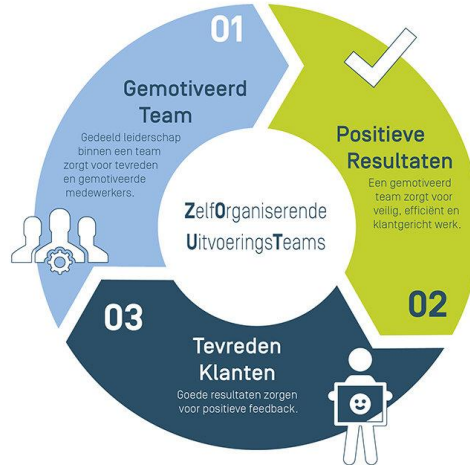 01
Gemotiveerd
Team
Gedeeld leiderschap
binnen een team
zorgt voor tevreden
en gemotiveerde
medewerkers.
Positieve
Resultaten
Een gemotiveerd
team zorgt voor
veilig, efficiënt en
klantgericht werk.
02
ZelfOrganiserende
UitvoeringsTeams
03
Tevreden
Klanten
Goede resultaten zorgen
voor positieve feedback.